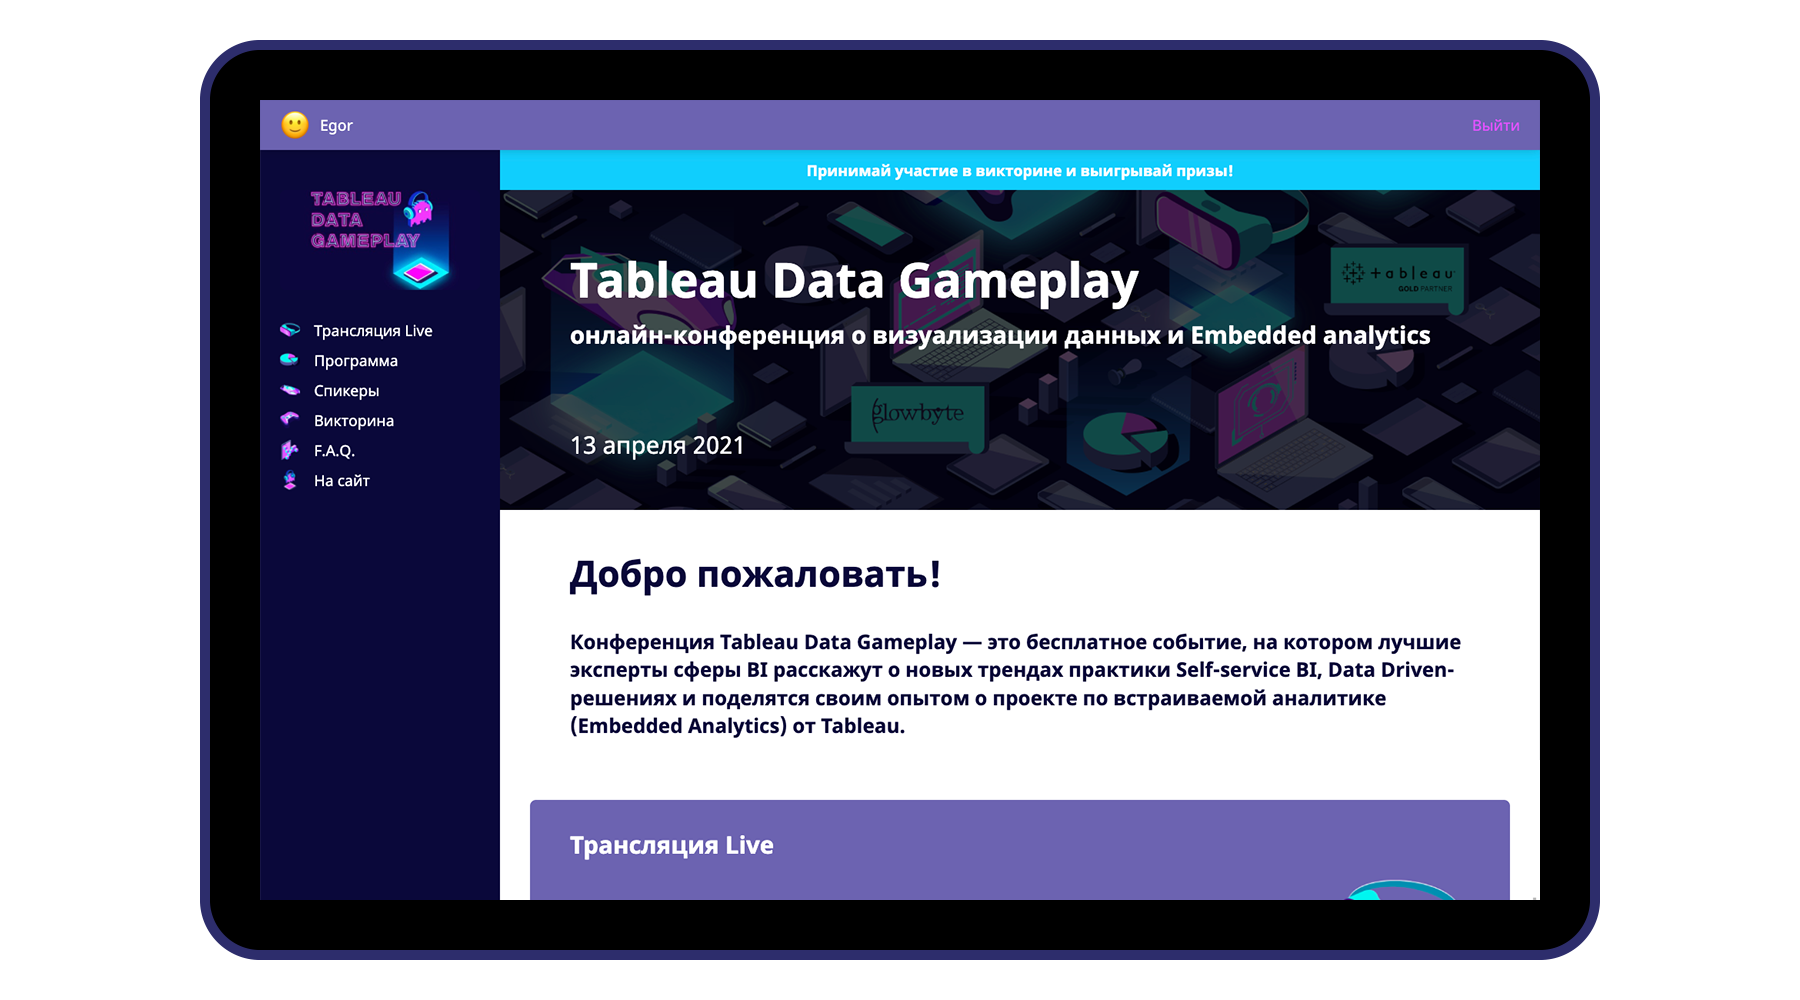 Egor
Выйти
TABLEAU
DATA
GAMEPLAY
Трансляция Live
Программа
Спикеры
Викторина
F.A.Q.
На сайт
Принимай участие в викторине и выигрывай призы!
Tableau Data Gameplay
онлайн-конференция о визуализации данных и Embedded analytics
13 апреля 2021
tableau
GOLD PARTNER
glowbyte
Добро пожаловать!
Конференция Tableau Data Gameplay — это бесплатное событие, на котором лучшие
эксперты сферы BI расскажут о новых трендах практики Self-service BI, Data Driven-
решениях и поделятся своим опытом о проекте по встраиваемой аналитике
(Embedded Analytics) от Tableau.
Трансляция Live